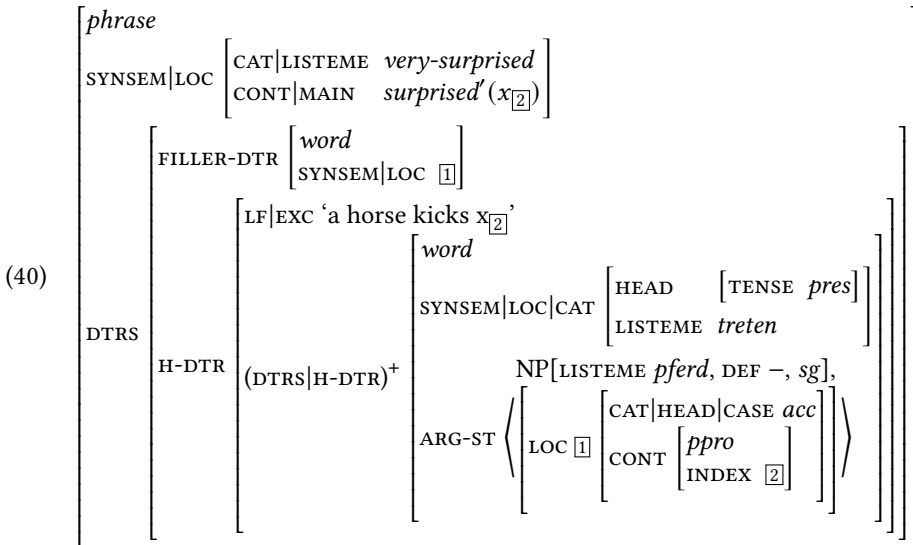 phrase
SYNSEM|LOC [CAT|LISTEME very-surprised
CONT|MAIN surprised′(x[2])]
FILLER-DTR [word
SYNSEM|LOC [1]]
LF|EXC ‘a horse kicks x[2]’
word
SYNSEM|LOC|CAT [HEAD [TENSE pres]
LISTEME treten]
(40) DTRS H-DTR (DTRS|H-DTR)+
NP[LISTEME pferd, DEF −, sg],
ARG-ST ⟨[LOC [1] [CAT|HEAD|CASE acc
CONT [ppro
INDEX [2]]]]⟩